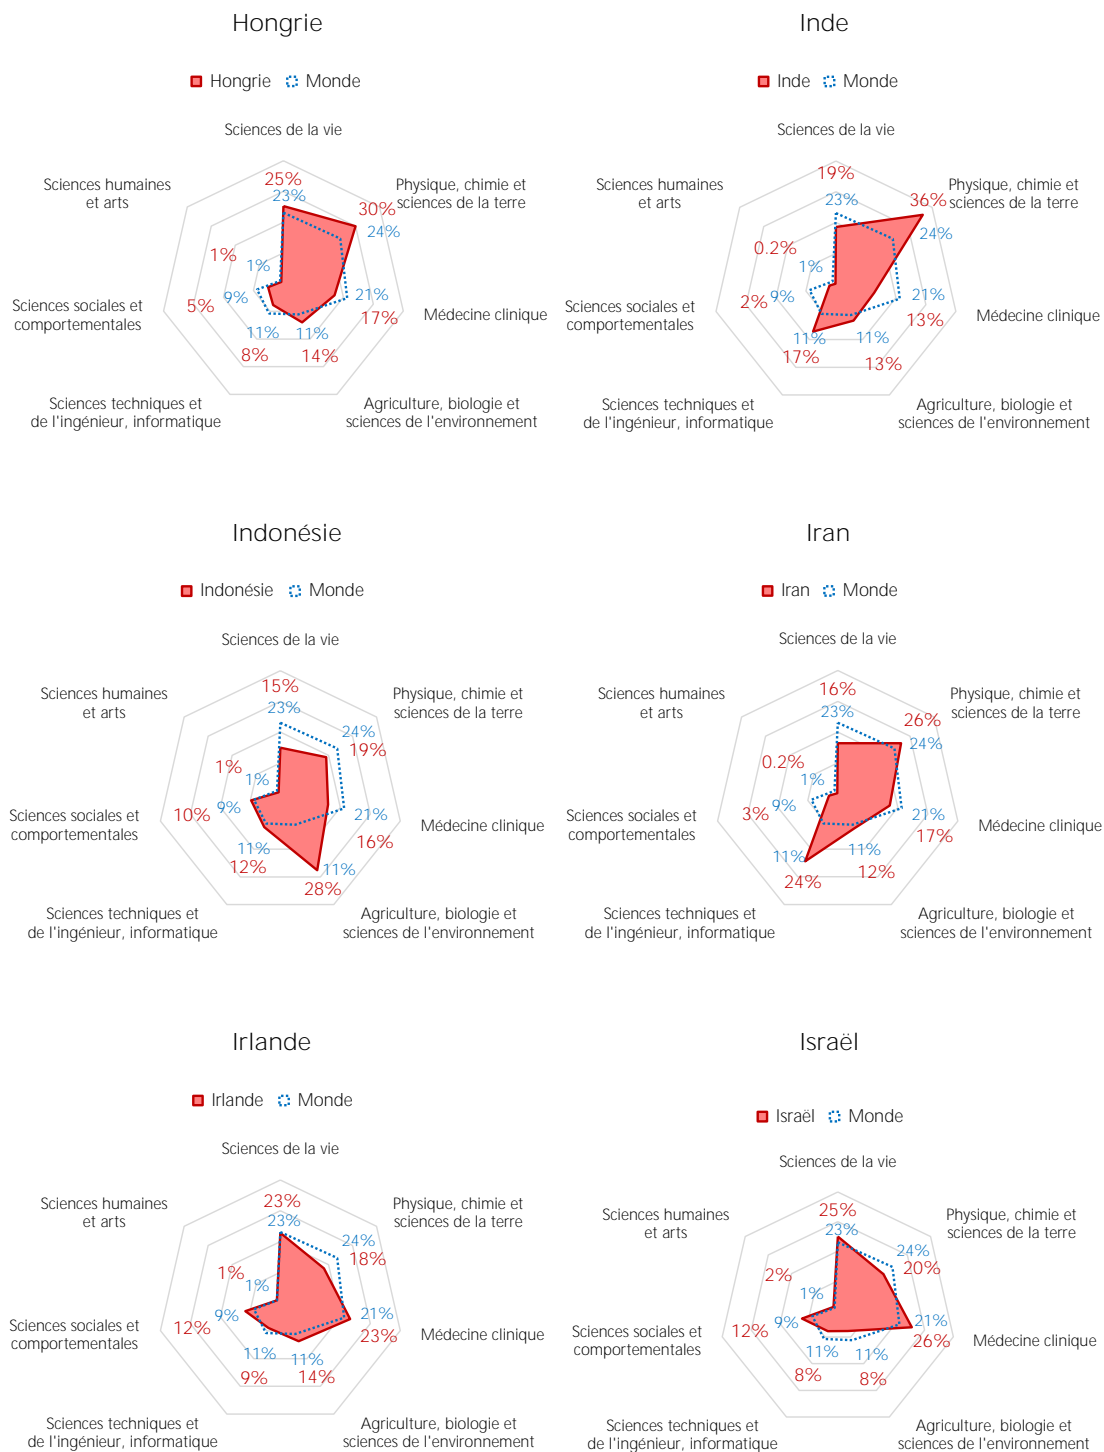 Hongrie
Hongrie Monde
Sciences de la vie
Sciences humaines
et arts
Physique, chimie et
sciences de la terre
25%
23%
30%
24%
1%
1%
5%
9%
21%
17%
Sciences sociales et
comportementales
Médecine clinique
11%
8%
11%
14%
Sciences techniques et
de l'ingénieur, informatique
Agriculture, biologie et
sciences de l'environnement
Inde
Inde Monde
Sciences de la vie
Sciences humaines
et arts
Physique, chimie et
sciences de la terre
19%
23%
36%
24%
0.2%
1%
2%
9%
21%
13%
Sciences sociales et
comportementales
Médecine clinique
11%
17%
11%
13%
Sciences techniques et
de l'ingénieur, informatique
Agriculture, biologie et
sciences de l'environnement
Indonésie
Indonésie Monde
Sciences de la vie
Sciences humaines
et arts
Physique, chimie et
sciences de la terre
15%
23%
24%
19%
1%
1%
10%
9%
21%
16%
Sciences sociales et
comportementales
Médecine clinique
11%
12%
11%
28%
Sciences techniques et
de l'ingénieur, informatique
Agriculture, biologie et
sciences de l'environnement
Iran
Iran Monde
Sciences de la vie
Sciences humaines
et arts
Physique, chimie et
sciences de la terre
16%
23%
26%
24%
0.2%
1%
3%
9%
21%
17%
Sciences sociales et
comportementales
Médecine clinique
11%
24%
11%
12%
Sciences techniques et
de l'ingénieur, informatique
Agriculture, biologie et
sciences de l'environnement
Irlande
Irlande Monde
Sciences de la vie
Sciences humaines
et arts
Physique, chimie et
sciences de la terre
23%
23%
24%
18%
1%
1%
12%
9%
21%
23%
Sciences sociales et
comportementales
Médecine clinique
11%
9%
11%
14%
Sciences techniques et
de l'ingénieur, informatique
Agriculture, biologie et
sciences de l'environnement
Israël
Israël Monde
Sciences de la vie
Sciences humaines
et arts
Physique, chimie et
sciences de la terre
25%
23%
24%
20%
2%
1%
12%
9%
21%
26%
Sciences sociales et
comportementales
Médecine clinique
11%
8%
11%
8%
Sciences techniques et
de l'ingénieur, informatique
Agriculture, biologie et
sciences de l'environnement